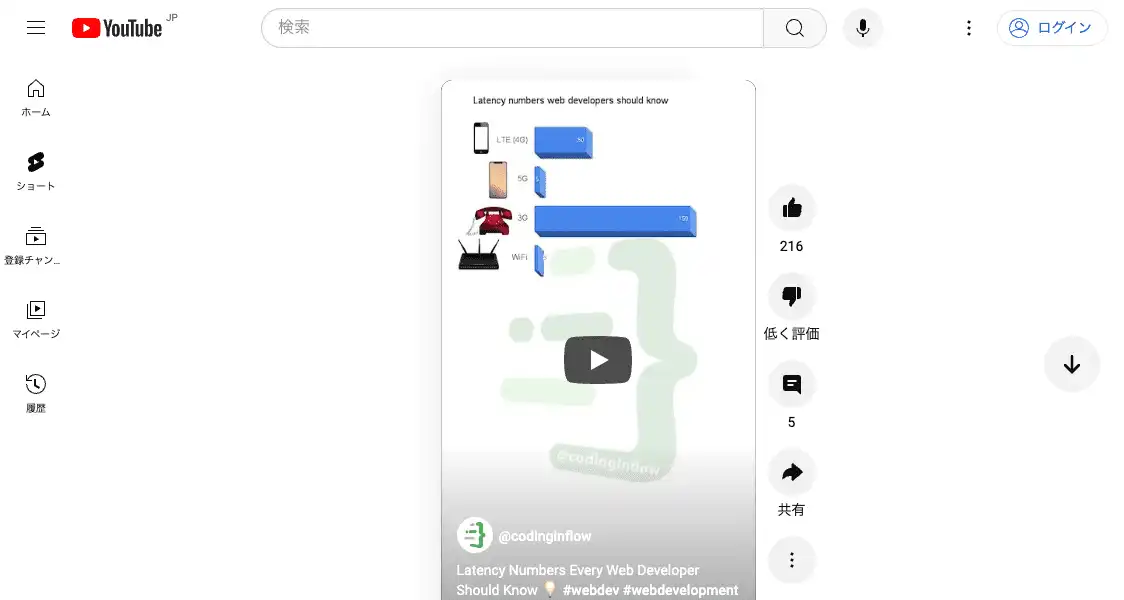 YouTube JP
検索
ログイン
ホーム
ショート
登録チャン...
マイページ
履歴
Latency numbers web developers should know
LTE (4G)
50
5G
5
3G
150
WiFi
@codinginflow
@codinginflow
Latency Numbers Every Web Developer
Should Know 💡 #webdev #webdevelopment
216
低く評価
5
共有